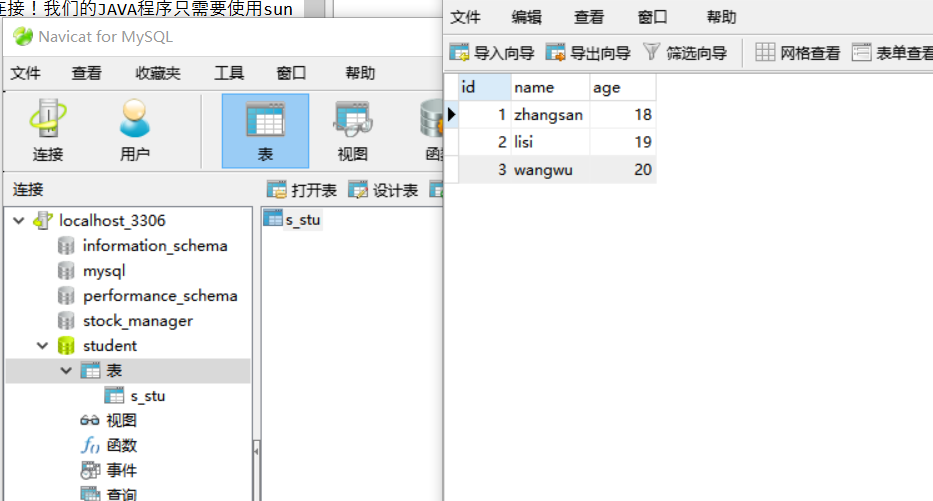 连接！我们的JAVA程序只需要使用sun
Navicat for MySQL
文件 查看 收藏夹 工具 窗口 帮助
连接 用户 表 视图
连接
打开表 设计表
localhost_3306
information_schema
mysql
performance_schema
stock_manager
student
表
s_stu
视图
函数
事件
查询
s_stu
文件 编辑 查看 窗口 帮助
导入向导 导出向导 筛选向导 网格查看 表单查看
id name age
1 zhangsan 18
2 lisi 19
3 wangwu 20